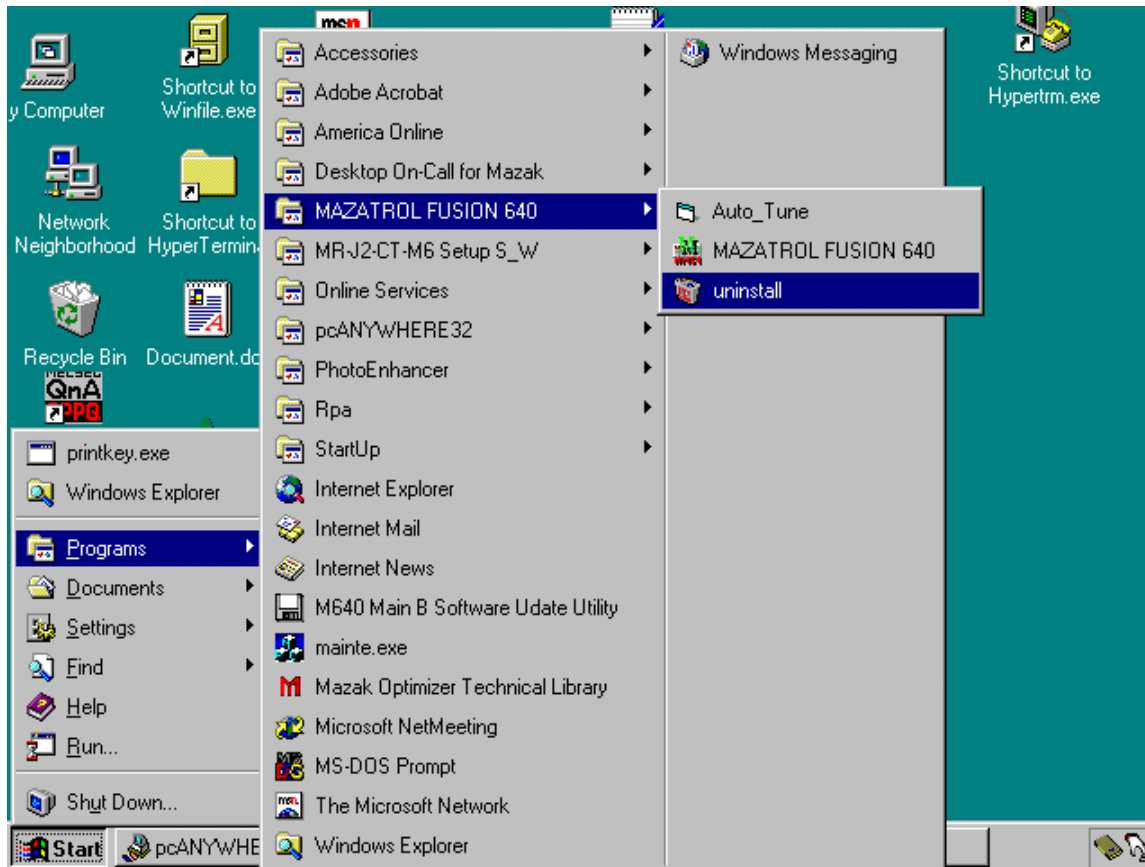 y Computer
Shortcut to
Winfile.exe
msn
Shortcut to
Hypertrm.exe
Network
Neighborhood
Shortcut to
HyperTermin
Recycle Bin
Document.do
MELSEC
QnA
PPQ
printkey.exe
Windows Explorer
Programs
Documents
Settings
Find
Help
Run...
Shut Down...
Start
pcANYWHE
Accessories
Adobe Acrobat
America Online
Desktop On-Call for Mazak
MAZATROL FUSION 640
MR-J2-CT-M6 Setup S_W
Online Services
pcANYWHERE32
PhotoEnhancer
Rpa
StartUp
Internet Explorer
Internet Mail
Internet News
M640 Main B Software Udate Utility
mainte.exe
Mazak Optimizer Technical Library
Microsoft NetMeeting
MS-DOS Prompt
The Microsoft Network
Windows Explorer
Windows Messaging
Auto_Tune
MAZATROL FUSION 640
uninstall